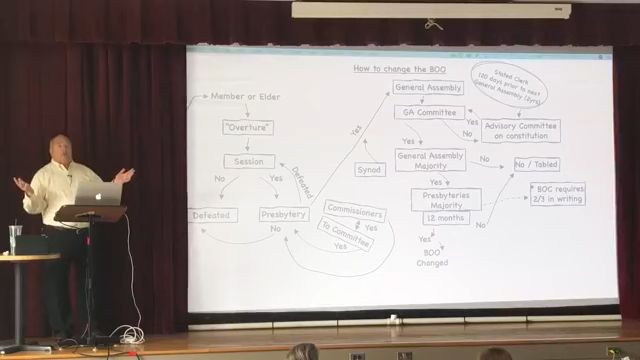 How to change the BOO
Member or Elder
"Overture"
Session
No
Yes
Defeated
Defeated
Presbytery
No
Commissioners
Yes
To Committee
Yes
Yes
Synod
General Assembly
GA Committee
Yes
No
Yes
Stated Clerk
120 days prior to next
General Assembly (2yrs)
Advisory Committee
on constitution
General Assembly
Majority
No
No / Tabled
Yes
Presbyteries
Majority
12 months
No
* BOC requires
2/3 in writing
Yes
BOO
Changed